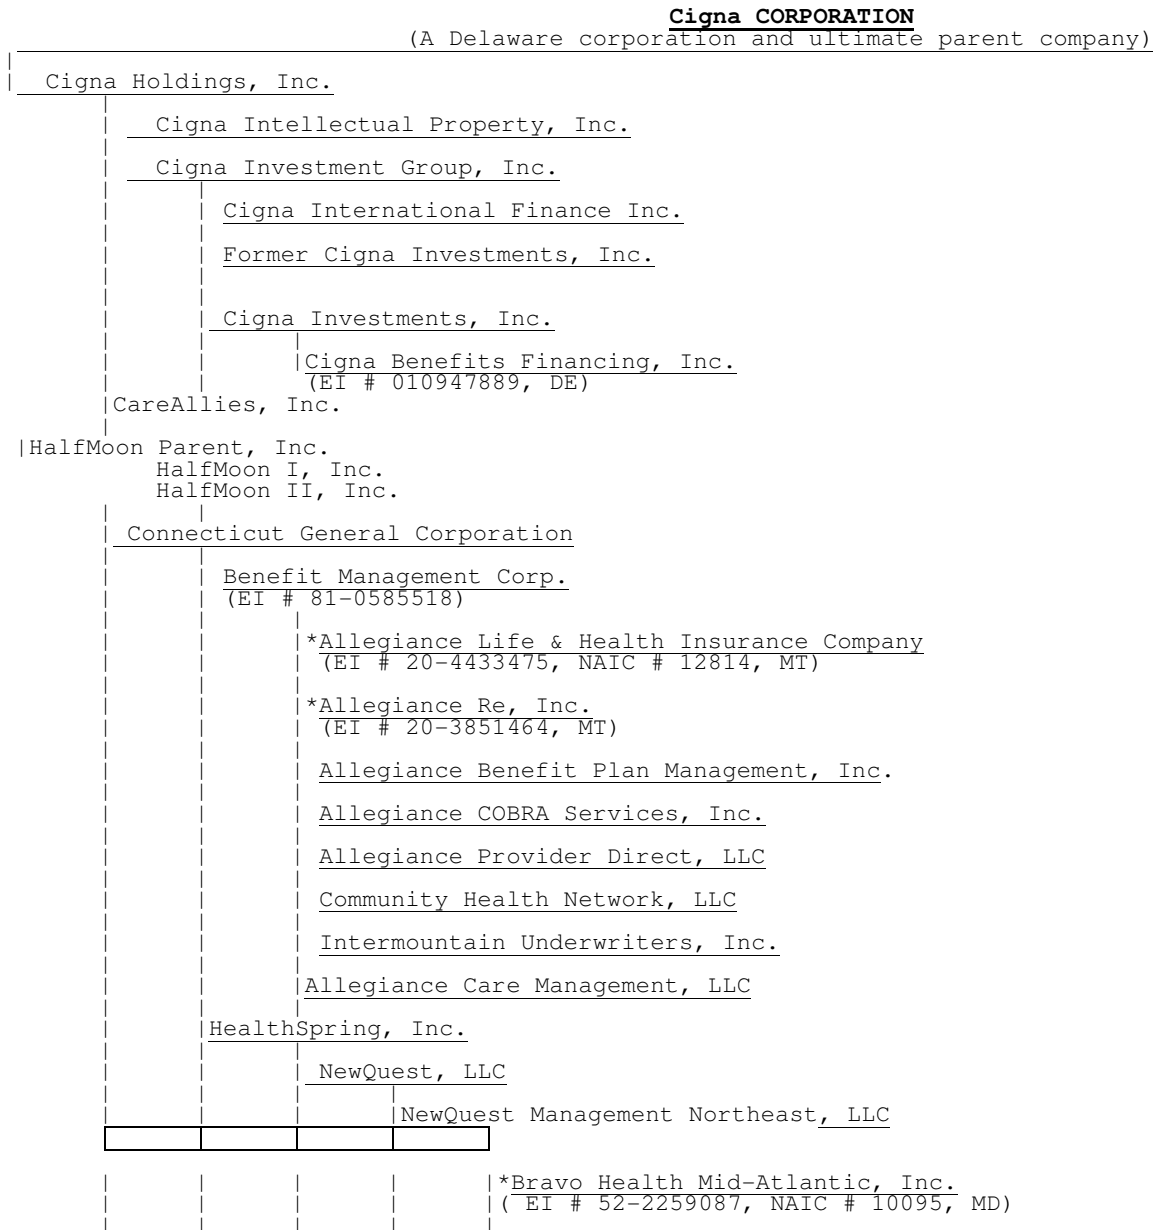 Cigna CORPORATION
(A Delaware corporation and ultimate parent company)
Cigna Holdings, Inc.
Cigna Intellectual Property, Inc.
Cigna Investment Group, Inc.
Cigna International Finance Inc.
Former Cigna Investments, Inc.
Cigna Investments, Inc.
Cigna Benefits Financing, Inc.
(EI # 010947889, DE)
CareAllies, Inc.
HalfMoon Parent, Inc.
HalfMoon I, Inc.
HalfMoon II, Inc.
Connecticut General Corporation
Benefit Management Corp.
(EI # 81-0585518)
*Allegiance Life & Health Insurance Company
(EI # 20-4433475, NAIC # 12814, MT)
*Allegiance Re, Inc.
(EI # 20-3851464, MT)
Allegiance Benefit Plan Management, Inc.
Allegiance COBRA Services, Inc.
Allegiance Provider Direct, LLC
Community Health Network, LLC
Intermountain Underwriters, Inc.
Allegiance Care Management, LLC
HealthSpring, Inc.
NewQuest, LLC
NewQuest Management Northeast, LLC
*Bravo Health Mid-Atlantic, Inc.
( EI # 52-2259087, NAIC # 10095, MD)